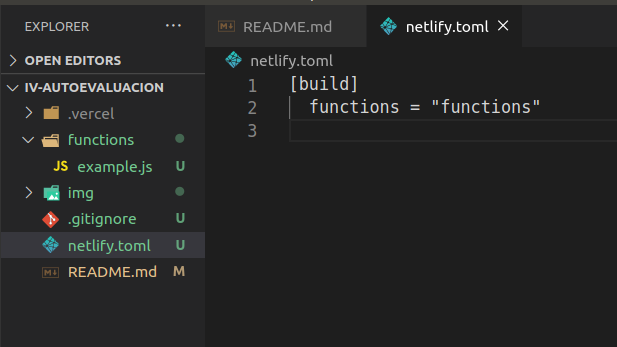 EXPLORER ···
OPEN EDITORS
IV-AUTOEVALUACION
.vercel
functions
JS example.js U
img
.gitignore U
netlify.toml U
README.md M
README.md netlify.toml
netlify.toml
1 [build]
2 functions = "functions"
3